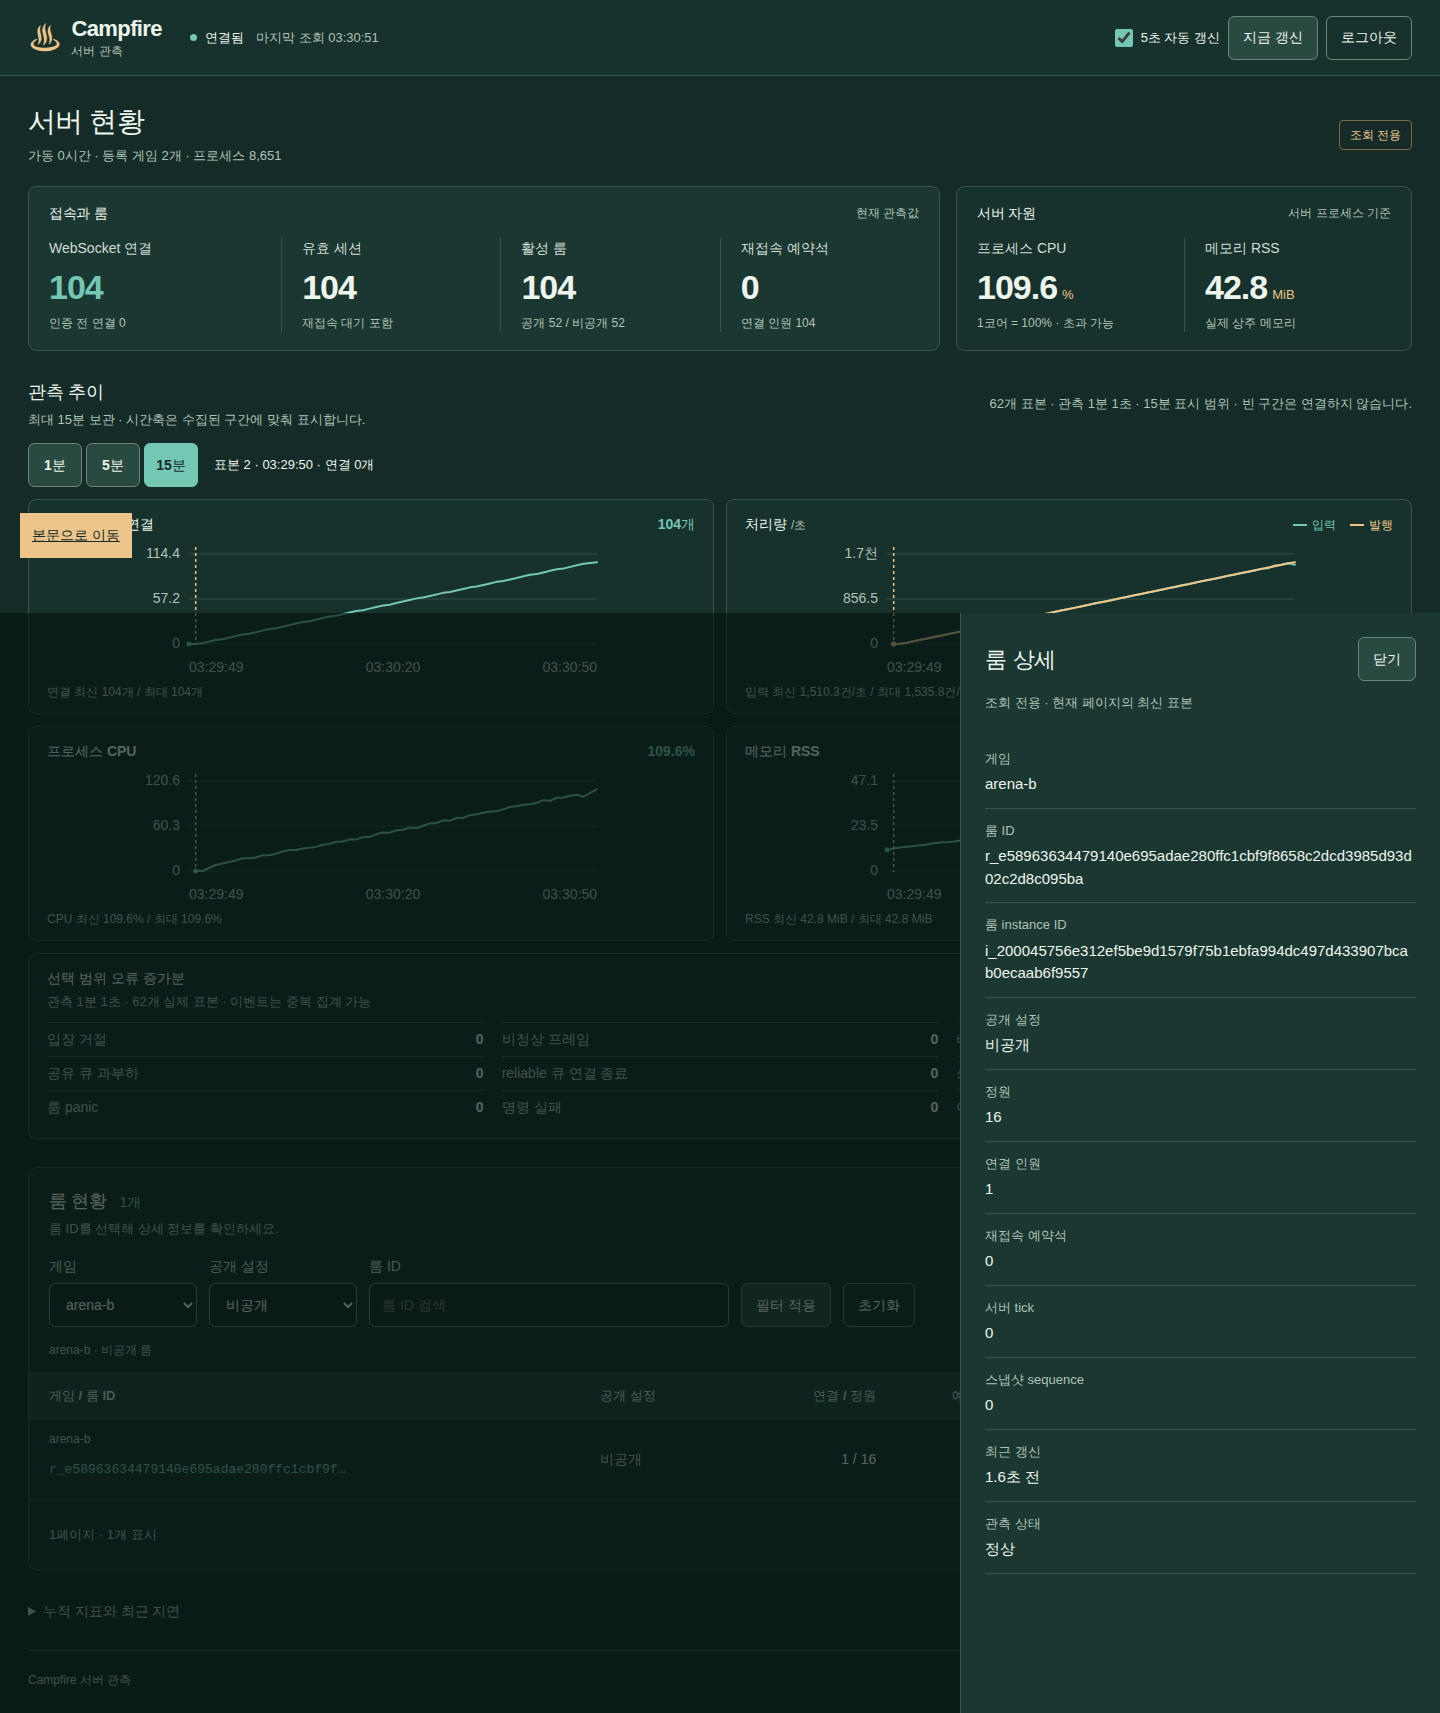 Campfire
서버 관측
연결됨 마지막 조회 03:30:51
5초 자동 갱신
지금 갱신
로그아웃
서버 현황
가동 0시간 · 등록 게임 2개 · 프로세스 8,651
조회 전용
접속과 룸
현재 관측값
WebSocket 연결
104
인증 전 연결 0
유효 세션
104
재접속 대기 포함
활성 룸
104
공개 52 / 비공개 52
재접속 예약석
0
연결 인원 104
서버 자원
서버 프로세스 기준
프로세스 CPU
109.6 %
1코어 = 100% · 초과 가능
메모리 RSS
42.8 MiB
실제 상주 메모리
관측 추이
최대 15분 보관 · 시간축은 수집된 구간에 맞춰 표시합니다.
62개 표본 · 관측 1분 1초 · 15분 표시 범위 · 빈 구간은 연결하지 않습니다.
1분
5분
15분
표본 2 · 03:29:50 · 연결 0개
본문으로 이동
연결
104개
114.4
57.2
0
03:29:49
03:30:20
03:30:50
연결 최신 104개 / 최대 104개
처리량 /초
입력
발행
1.7천
856.5
0
03:29:49
입력 최신 1,510.3건/초 / 최대 1,535.8건/
프로세스 CPU
109.6%
120.6
60.3
0
03:29:49
03:30:20
03:30:50
CPU 최신 109.6% / 최대 109.6%
메모리 RSS
47.1
23.5
0
03:29:49
RSS 최신 42.8 MiB / 최대 42.8 MiB
선택 범위 오류 증가분
관측 1분 1초 · 62개 실제 표본 · 이벤트는 중복 집계 가능
입장 거절 0
비정상 프레임 0
공유 큐 과부하 0
reliable 큐 연결 종료 0
룸 panic 0
명령 실패 0
룸 현황 1개
룸 ID를 선택해 상세 정보를 확인하세요.
게임
공개 설정
룸 ID
arena-b
비공개
룸 ID 검색
필터 적용
초기화
arena-b · 비공개 룸
게임 / 룸 ID
공개 설정
연결 / 정원
arena-b
r_e58963634479140e695adae280ffc1cbf9f…
비공개
1 / 16
1페이지 · 1개 표시
누적 지표와 최근 지연
Campfire 서버 관측
룸 상세
닫기
조회 전용 · 현재 페이지의 최신 표본
게임
arena-b
룸 ID
r_e58963634479140e695adae280ffc1cbf9f8658c2dcd3985d93d
02c2d8c095ba
룸 instance ID
i_200045756e312ef5be9d1579f75b1ebfa994dc497d433907bca
b0ecaab6f9557
공개 설정
비공개
정원
16
연결 인원
1
재접속 예약석
0
서버 tick
0
스냅샷 sequence
0
최근 갱신
1.6초 전
관측 상태
정상